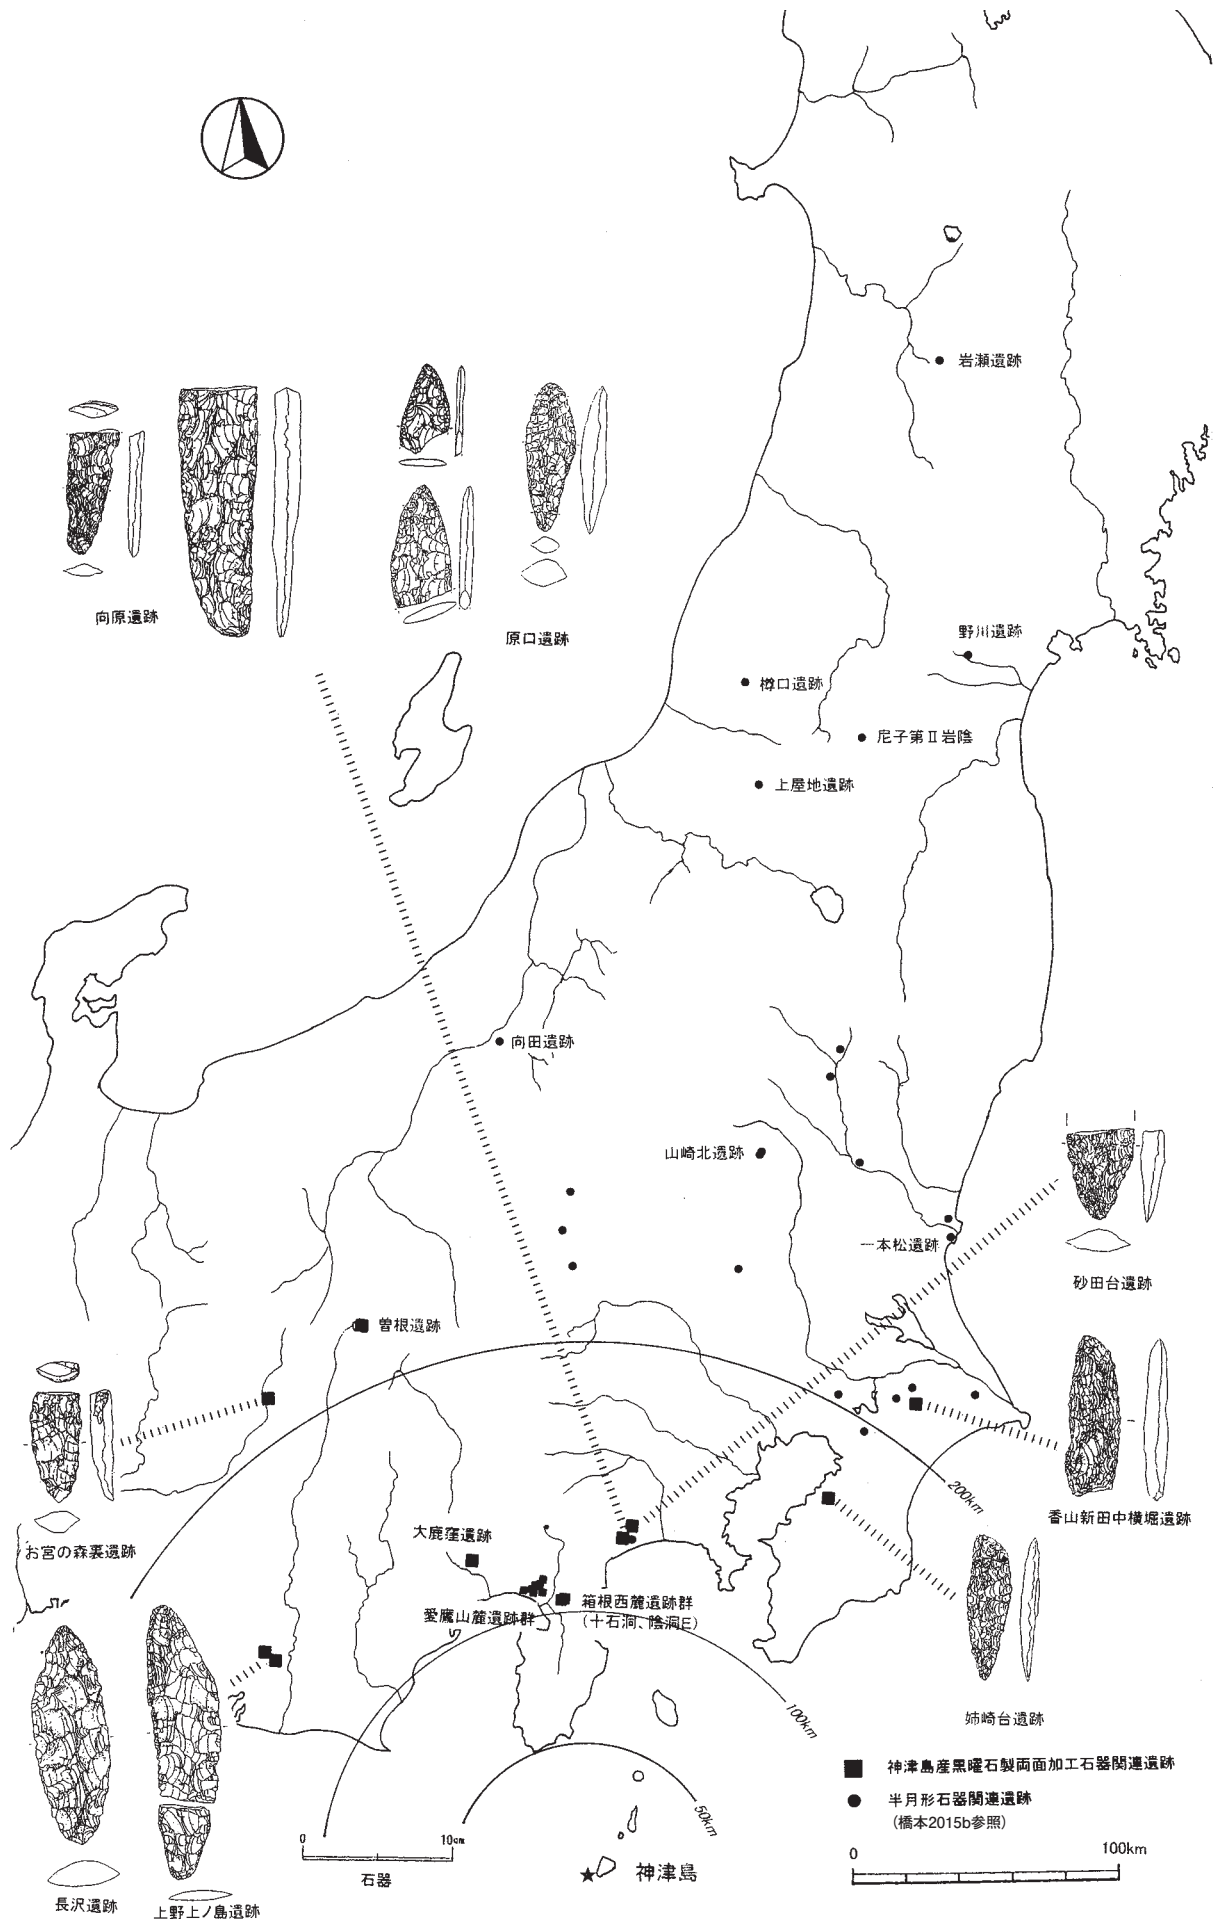 岩瀬遺跡
向原遺跡
原口遺跡
野川遺跡
樽口遺跡
尼子第Ⅱ岩陰
上屋地遺跡
向田遺跡
山崎北遺跡
一本松遺跡
砂田台遺跡
曽根遺跡
200km
香山新田中横堀遺跡
お宮の森裏遺跡
大鹿窪遺跡
愛鷹山麓遺跡群
箱根西麓遺跡群
(十石洞、陰洞E)
100km
姉崎台遺跡
50km
神津島産黒曜石製両面加工石器関連遺跡
半月形石器関連遺跡
(橋本2015b参照)
0 10cm
石器
神津島
0 100km
長沢遺跡
上野上ノ島遺跡